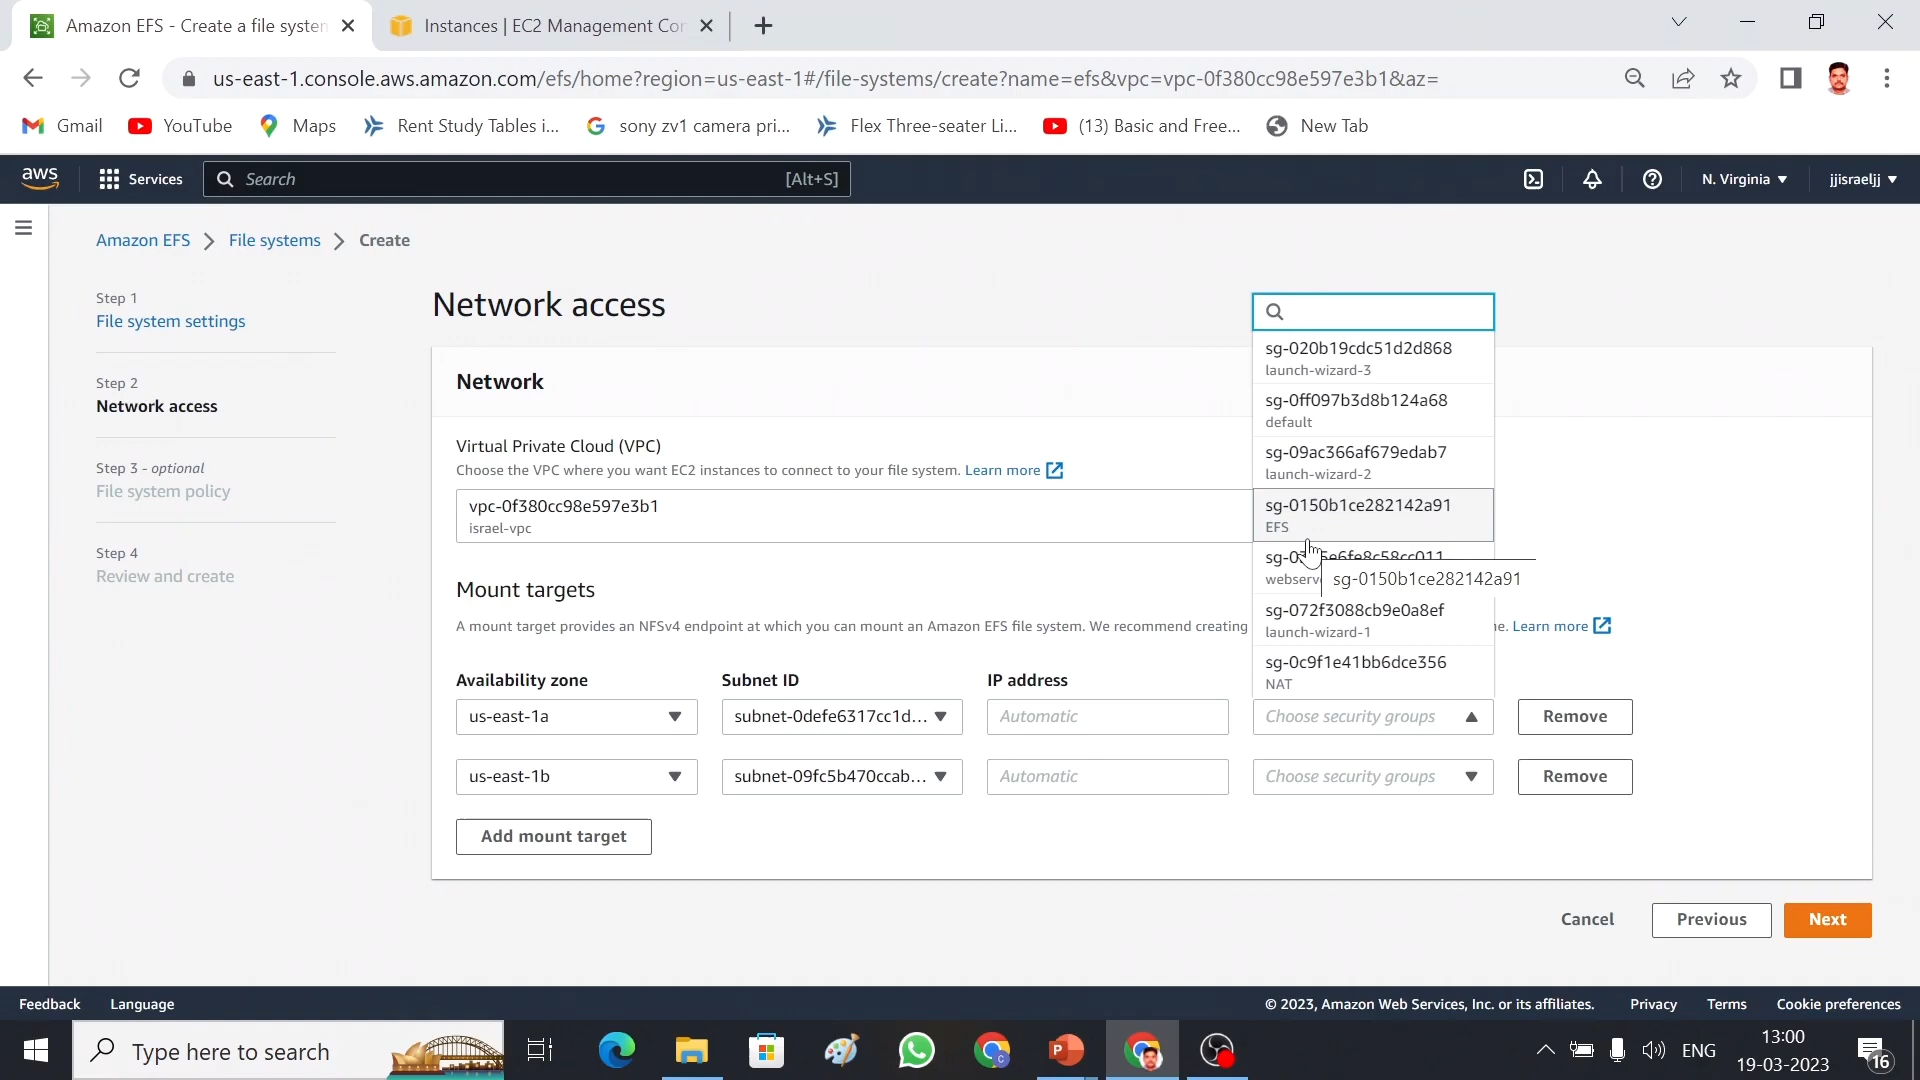 Amazon EFS - Create a file system
Instances | EC2 Management Con
us-east-1.console.aws.amazon.com/efs/home?region=us-east-1#/file-systems/create?name=efs&vpc=vpc-0f380cc98e597e3b1&az=
Gmail
YouTube
Maps
Rent Study Tables i...
sony zv1 camera pri...
Flex Three-seater Li...
(13) Basic and Free...
New Tab
aws
Services
Search
[Alt+S]
N. Virginia
jjisraeljj
Amazon EFS
File systems
Create
Step 1
File system settings
Step 2
Network access
Step 3 - optional
File system policy
Step 4
Review and create
Network access
Network
Virtual Private Cloud (VPC)
Choose the VPC where you want EC2 instances to connect to your file system. Learn more
vpc-0f380cc98e597e3b1
israel-vpc
sg-020b19cdc51d2d868
launch-wizard-3
sg-0ff097b3d8b124a68
default
sg-09ac366af679edab7
launch-wizard-2
sg-0150b1ce282142a91
EFS
webserv
sg-0150b1ce282142a91
sg-072f3088cb9e0a8ef
launch-wizard-1
sg-0c9f1e41bb6dce356
NAT
Mount targets
A mount target provides an NFSv4 endpoint at which you can mount an Amazon EFS file system. We recommend creating
Learn more
Availability zone
Subnet ID
IP address
us-east-1a
subnet-0defe6317cc1d...
Automatic
Choose security groups
Remove
us-east-1b
subnet-09fc5b470ccab...
Automatic
Choose security groups
Remove
Add mount target
Cancel
Previous
Next
Feedback
Language
© 2023, Amazon Web Services, Inc. or its affiliates.
Privacy
Terms
Cookie preferences
Type here to search
ENG
13:00
19-03-2023
16